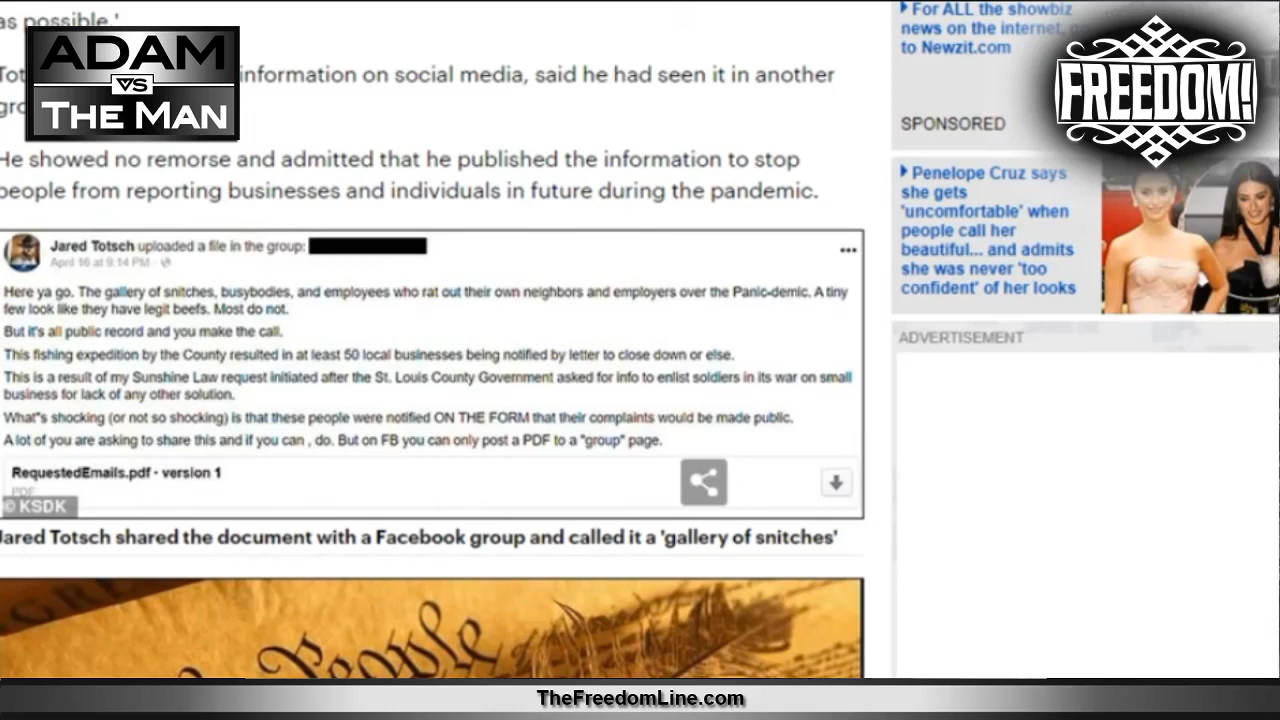 as possible.'
ADAM
VS
THE MAN
Tot
information on social media, said he had seen it in another
gro
He showed no remorse and admitted that he published the information to stop
people from reporting businesses and individuals in future during the pandemic.
Jared Totsch uploaded a file in the group:
April 16 at 9:14 PM
Here ya go. The gallery of snitches, busybodies, and employees who rat out their own neighbors and employers over the Panic-demic. A tiny
few look like they have legit beefs. Most do not.
But it's all public record and you make the call.
This fishing expedition by the County resulted in at least 50 local businesses being notified by letter to close down or else.
This is a result of my Sunshine Law request initiated after the St. Louis County Government asked for info to enlist soldiers in its war on small
business for lack of any other solution.
What"s shocking (or not so shocking) is that these people were notified ON THE FORM that their complaints would be made public.
A lot of you are asking to share this and if you can , do. But on FB you can only post a PDF to a "group" page.
RequestedEmails.pdf · version 1
PDF
© KSDK
Jared Totsch shared the document with a Facebook group and called it a 'gallery of snitches'
People
For ALL the showbiz
news on the internet,
to Newzit.com
FREEDOM!
SPONSORED
Penelope Cruz says
she gets
'uncomfortable' when
people call her
beautiful... and admits
she was never 'too
confident' of her looks
ADVERTISEMENT
TheFreedomLine.com